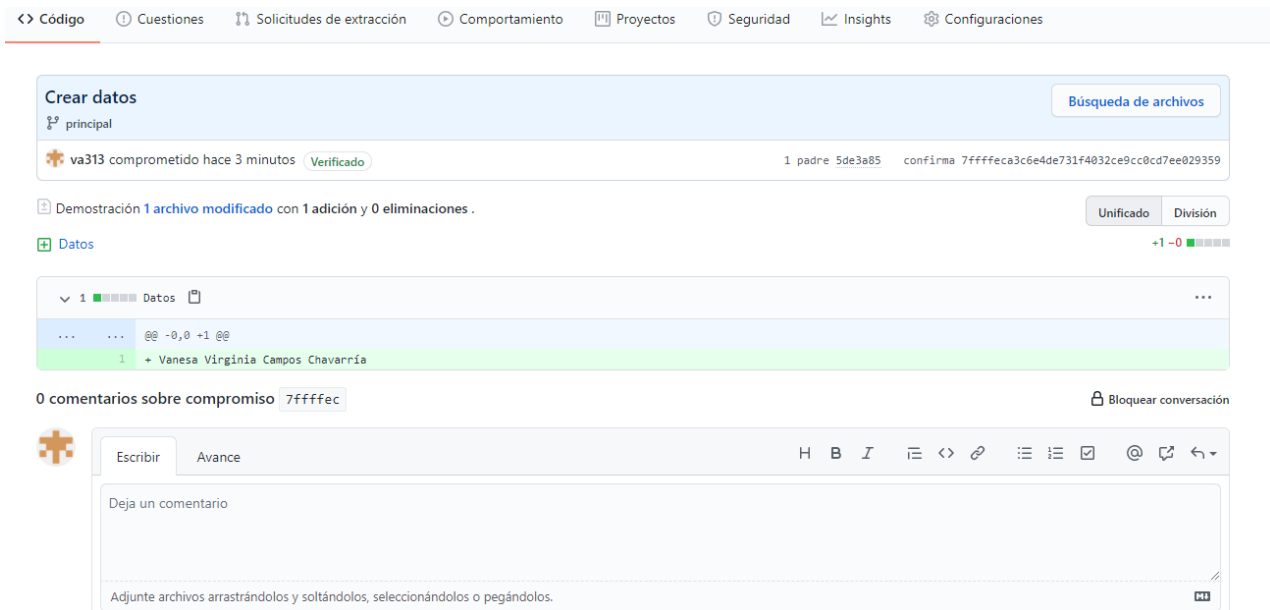 Código Cuestiones Solicitudes de extracción Comportamiento Proyectos Seguridad Insights Configuraciones
Crear datos
Búsqueda de archivos
principal
va313 comprometido hace 3 minutos Verificado 1 padre 5de3a85 confirma 7ffffeca3c6e4de731f4032ce9cc0cd7ee029359
Demostración 1 archivo modificado con 1 adición y 0 eliminaciones .
Unificado División
Datos
+1 −0
1 Datos
... ... @@ -0,0 +1 @@
1 + Vanesa Virginia Campos Chavarría
0 comentarios sobre compromiso 7ffffec
Bloquear conversación
Escribir Avance
Deja un comentario
Adjunte archivos arrastrándolos y soltándolos, seleccionándolos o pegándolos.